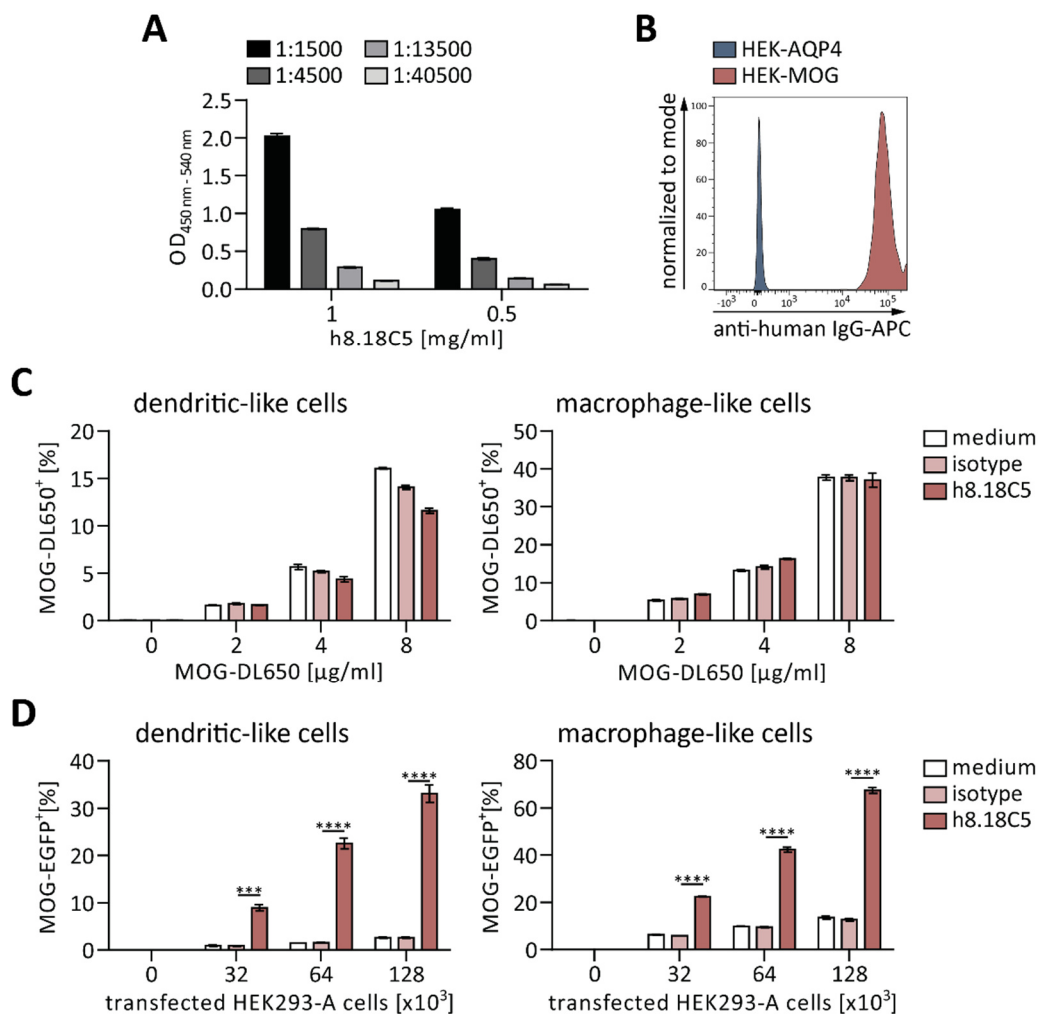 A
1:1500 1:13500
1:4500 1:40500
2.5
2.0
1.5
1.0
0.5
0.0
OD450 nm - 540 nm
1 0.5
h8.18C5 [mg/ml]
B
HEK-AQP4
HEK-MOG
normalized to mode
100
80
60
40
20
0
-10³ 0 10³ 10⁴ 10⁵
anti-human IgG-APC
C
dendritic-like cells
MOG-DL650⁺ [%]
20
15
10
5
0
0 2 4 8
MOG-DL650 [µg/ml]
macrophage-like cells
MOG-DL650⁺ [%]
50
40
30
20
10
0
0 2 4 8
MOG-DL650 [µg/ml]
medium
isotype
h8.18C5
D
dendritic-like cells
MOG-EGFP⁺[%]
40
30
20
10
0
*** **** ****
0 32 64 128
transfected HEK293-A cells [x10³]
macrophage-like cells
MOG-EGFP⁺[%]
80
60
40
20
0
**** **** ****
0 32 64 128
transfected HEK293-A cells [x10³]
medium
isotype
h8.18C5